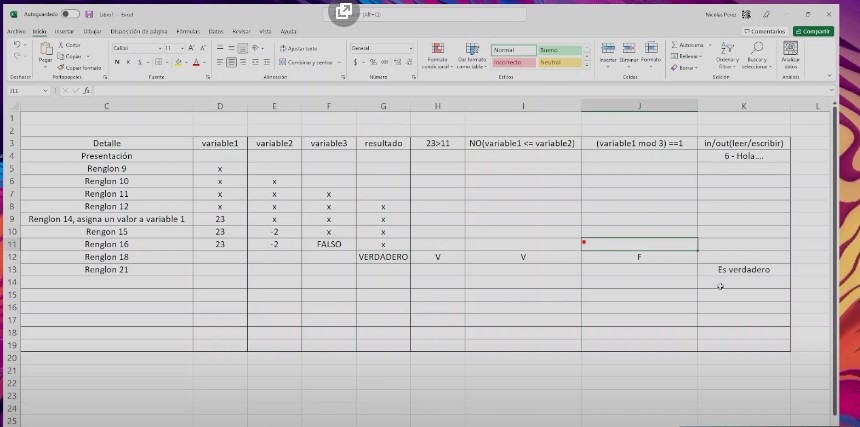 Autoguardado Libro1 - Excel (Alt+Q) Nicolas Perez
Archivo Inicio Insertar Dibujar Disposición de página Fórmulas Datos Revisar Vista Ayuda Comentarios Compartir
Cortar Calibri 11 Ajustar texto General Normal Bueno Autosuma
Pegar Copiar Formato condicional Dar formato como tabla Insertar Eliminar Formato Rellenar Ordenar y filtrar Buscar y seleccionar Analizar datos
Copiar formato N K S Combinar y centrar Incorrecto Neutral Borrar
Deshacer Portapapeles Fuente Alineación Número Estilos Celdas Edición Análisis
J11 fx
C D E F G H I J K L
1
2
3 Detalle variable1 variable2 variable3 resultado 23>11 NO(variable1 <= variable2) (variable1 mod 3) ==1 in/out(leer/escribir)
4 Presentación 6 - Hola....
5 Renglon 9 x
6 Renglon 10 x x
7 Renglon 11 x x x
8 Renglon 12 x x x x
9 Renglon 14, asigna un valor a variable 1 23 x x x
10 Rengon 15 23 -2 x x
11 Renglon 16 23 -2 FALSO x
12 Renglon 18 VERDADERO V V F
13 Renglon 21 Es verdadero
14
15
16
17
18
19
20
21
22
23
24
25